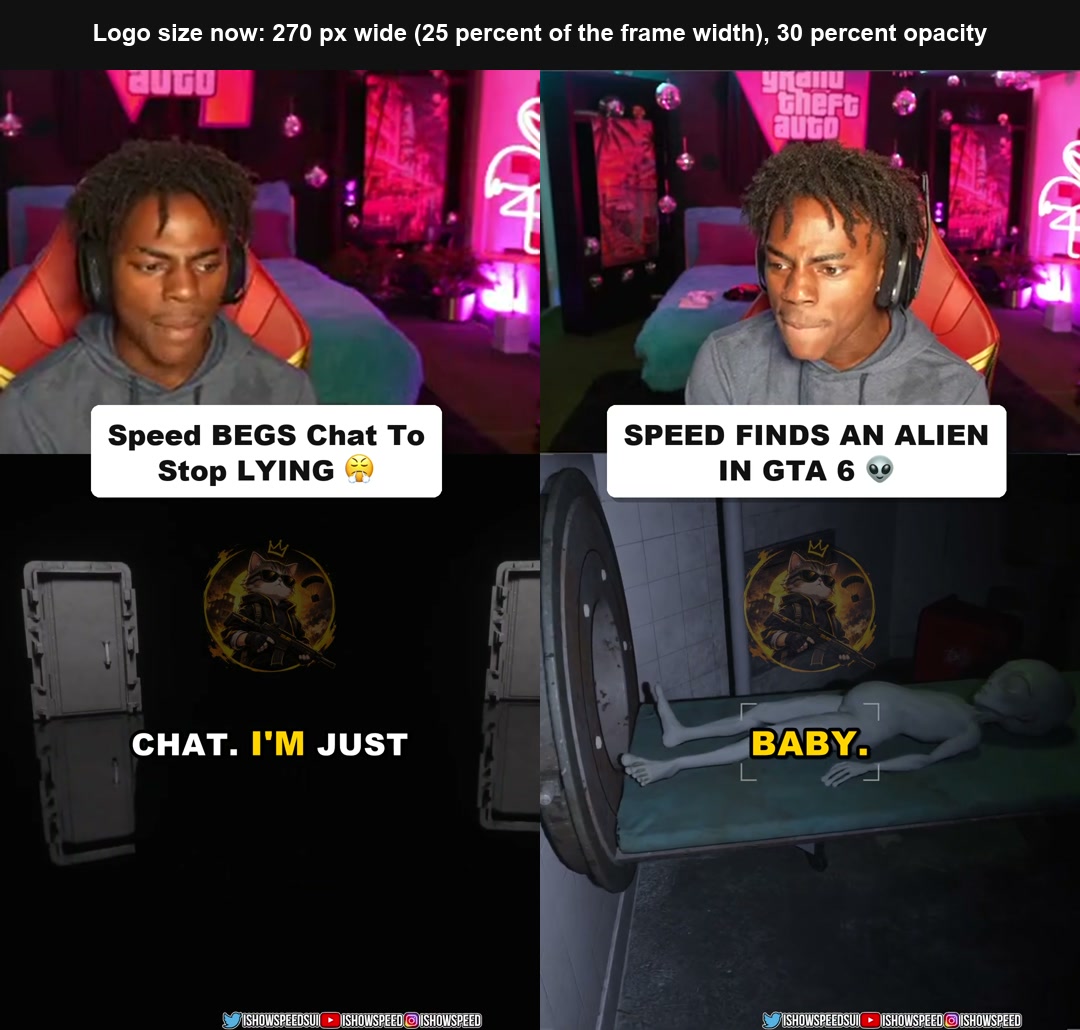 Logo size now: 270 px wide (25 percent of the frame width), 30 percent opacity
auto
grand
theft
auto
Speed BEGS Chat To
Stop LYING 😤
SPEED FINDS AN ALIEN
IN GTA 6 👽
CHAT. I'M JUST
BABY.
ISHOWSPEEDSUI ISHOWSPEED ISHOWSPEED
ISHOWSPEEDSUI ISHOWSPEED ISHOWSPEED